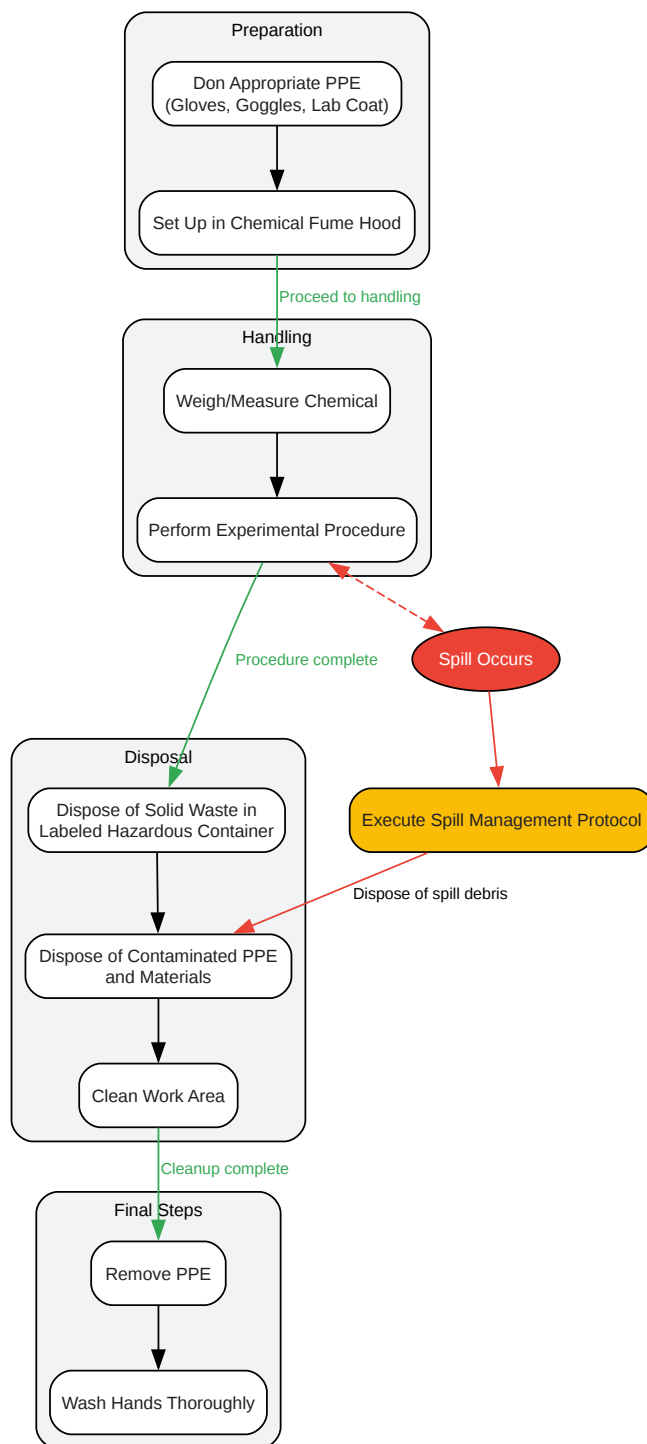 Preparation
Don Appropriate PPE
(Gloves, Goggles, Lab Coat)
Set Up in Chemical Fume Hood
Proceed to handling
Handling
Weigh/Measure Chemical
Perform Experimental Procedure
Procedure complete
Spill Occurs
Disposal
Dispose of Solid Waste in
Labeled Hazardous Container
Execute Spill Management Protocol
Dispose of spill debris
Dispose of Contaminated PPE
and Materials
Clean Work Area
Cleanup complete
Final Steps
Remove PPE
Wash Hands Thoroughly